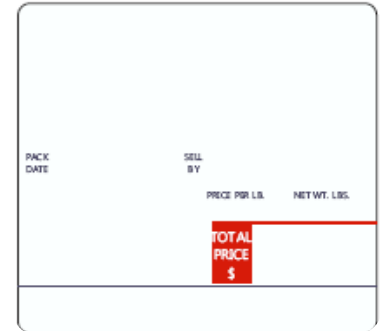 PACK
DATE
SELL
BY
PRICE PER LB.
NET WT. LBS.
TOTAL
PRICE
$